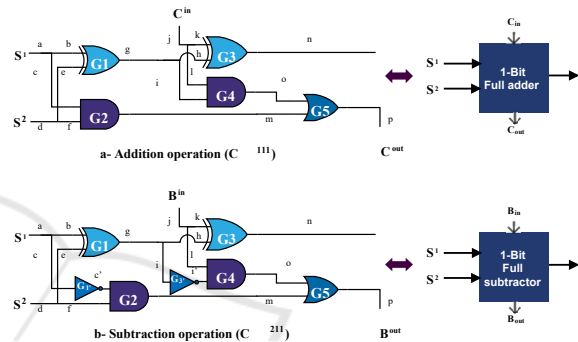 C in
n
j
k
S 1
a
b
g
G1
h
G3
c
e
l
i
o
G4
S 2
d
f
G2
m
G5
p
a- Addition operation (C 111)
C out
C in
S 1
S 2
1-Bit
Full adder
C out
B in
n
j
k
S 1
a
b
g
G1
h
G3
c
e
l
i
i'
o
c'
G1'
G3'
G4
S 2
d
f
G2
m
G5
p
b- Subtraction operation (C 211)
B out
B in
S 1
S 2
1-Bit
Full
subtractor
B out